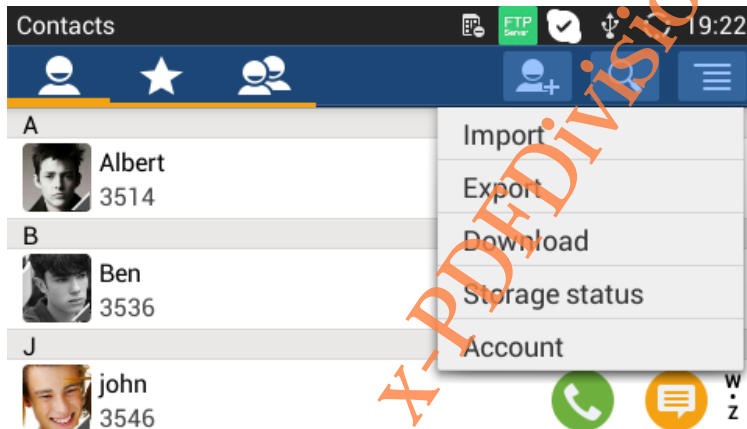 Contacts
FTP
Server
19:22
A
Albert
3514
B
Ben
3536
J
john
3546
Import
Export
Download
Storage status
Account
W
Z
X-PDFDivisio